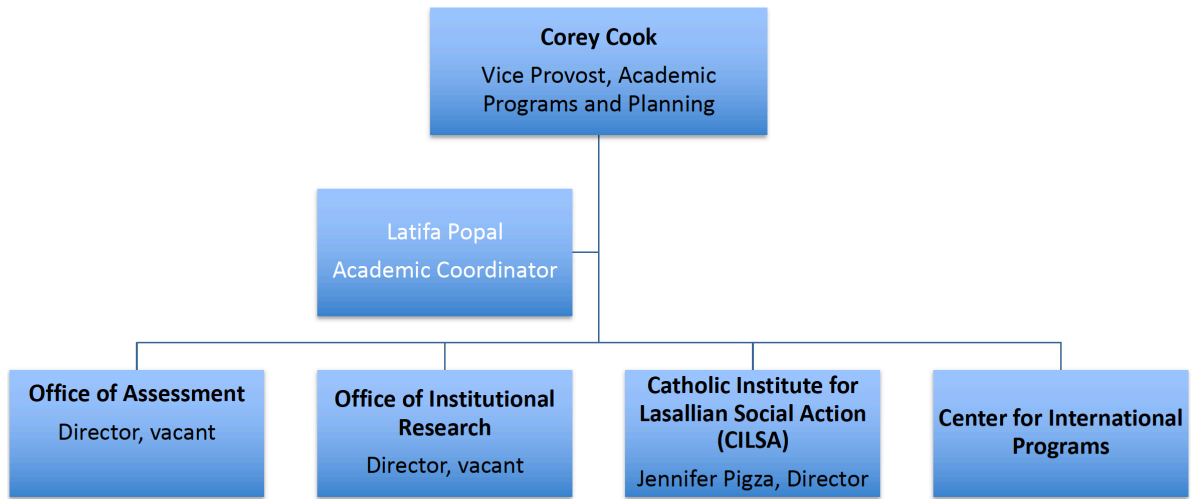 Corey Cook
Vice Provost, Academic
Programs and Planning
Latifa Popal
Academic Coordinator
Office of Assessment
Director, vacant
Office of Institutional
Research
Director, vacant
Catholic Institute for
Lasallian Social Action
(CILSA)
Jennifer Pigza, Director
Center for International
Programs